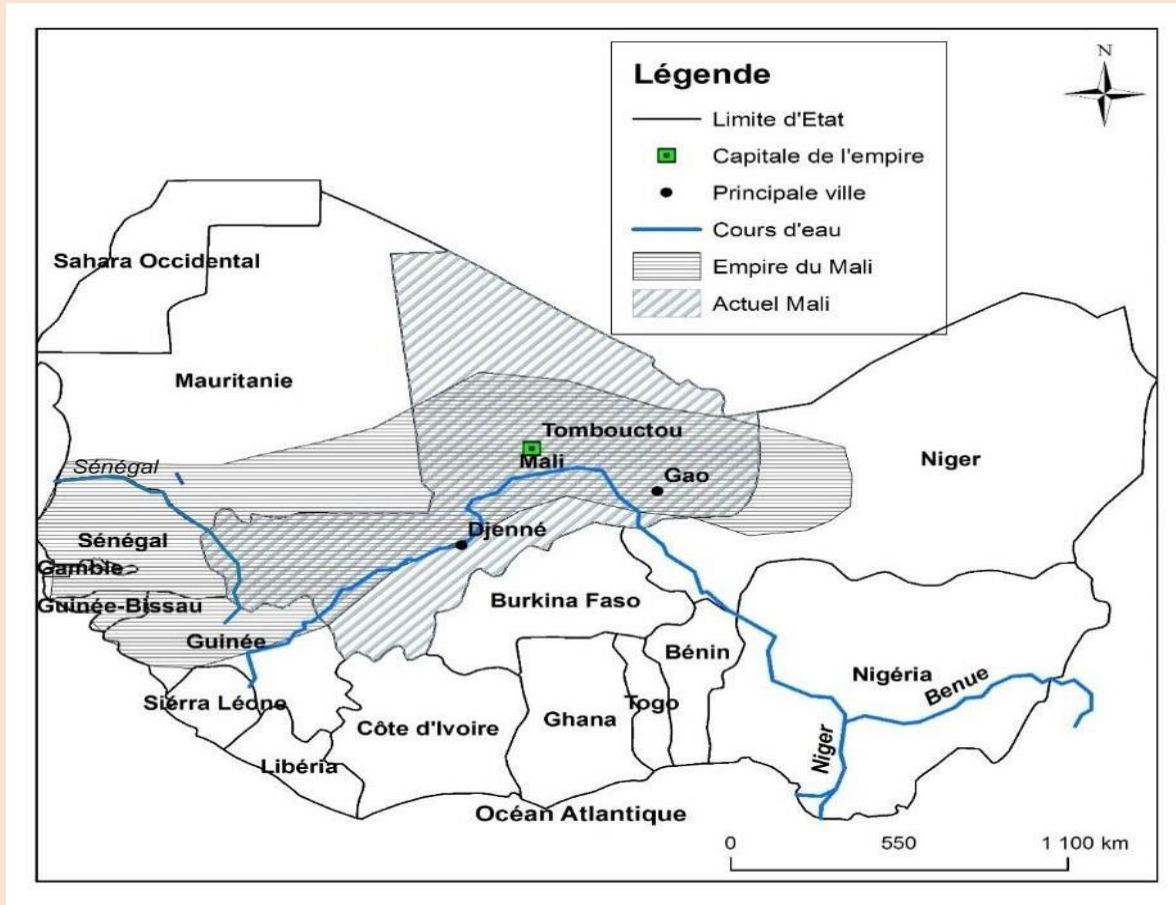 N
Légende
Limite d'Etat
Capitale de l'empire
Principale ville
Cours d'eau
Empire du Mali
Actuel Mali
Sahara Occidental
Mauritanie
Tombouctou
Mali
Niger
Sénégal
Gao
Djenné
Sénégal
Gambie
Guinée-Bissau
Burkina Faso
Guinée
Bénin
Nigéria
Benue
Siérra Léone
Togo
Côte d'Ivoire
Ghana
Niger
Libéria
Océan Atlantique
0 550 1 100 km